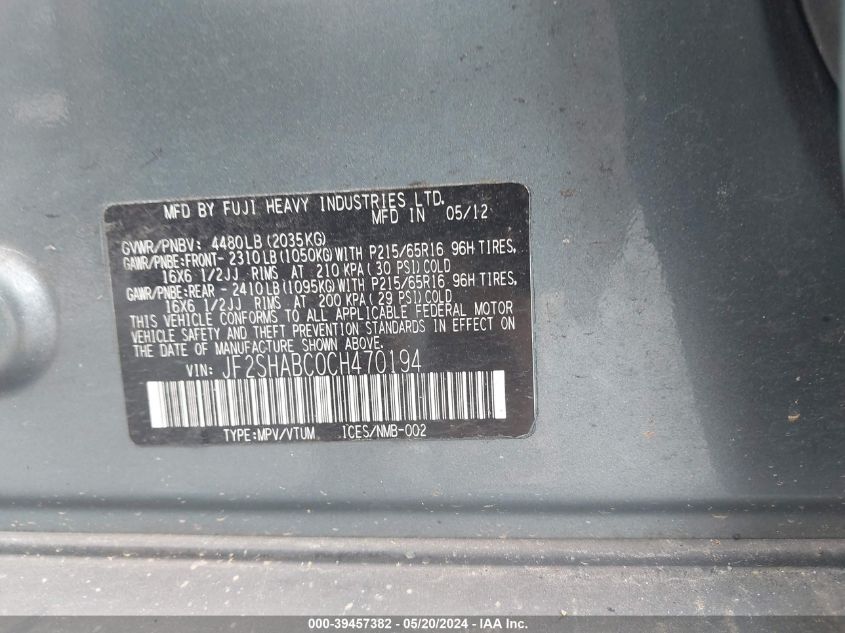 MFD BY FUJI HEAVY INDUSTRIES LTD.
MFD IN 05/12
GVWR/PNBV: 4480LB(2035KG)
GAWR/PNBE:FRONT- 2310LB(1050KG)WITH P215/65R16 96H TIRES,
16X6 1/2JJ RIMS AT 210 KPA(30 PSI)COLD
GAWR/PNBE:REAR - 2410LB(1095KG)WITH P215/65R16 96H TIRES,
16X6 1/2JJ RIMS AT 200 KPA(29 PSI)COLD
THIS VEHICLE CONFORMS TO ALL APPLICABLE FEDERAL MOTOR
VEHICLE SAFETY AND THEFT PREVENTION STANDARDS IN EFFECT ON
THE DATE OF MANUFACTURE SHOWN ABOVE.
VIN: JF2SHABC0CH470194
TYPE:MPV/VTUM ICES/NMB-002
000-39457382 - 05/20/2024 - IAA Inc.